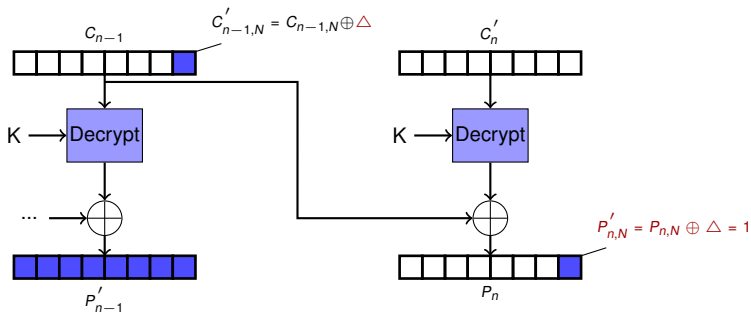 C'_{n−1,N} = C_{n−1,N} ⊕ △
C_{n−1}
C'_n
Decrypt
Decrypt
K
K
...
P'_{n,N} = P_{n,N} ⊕ △ = 1
P'_{n−1}
P_n